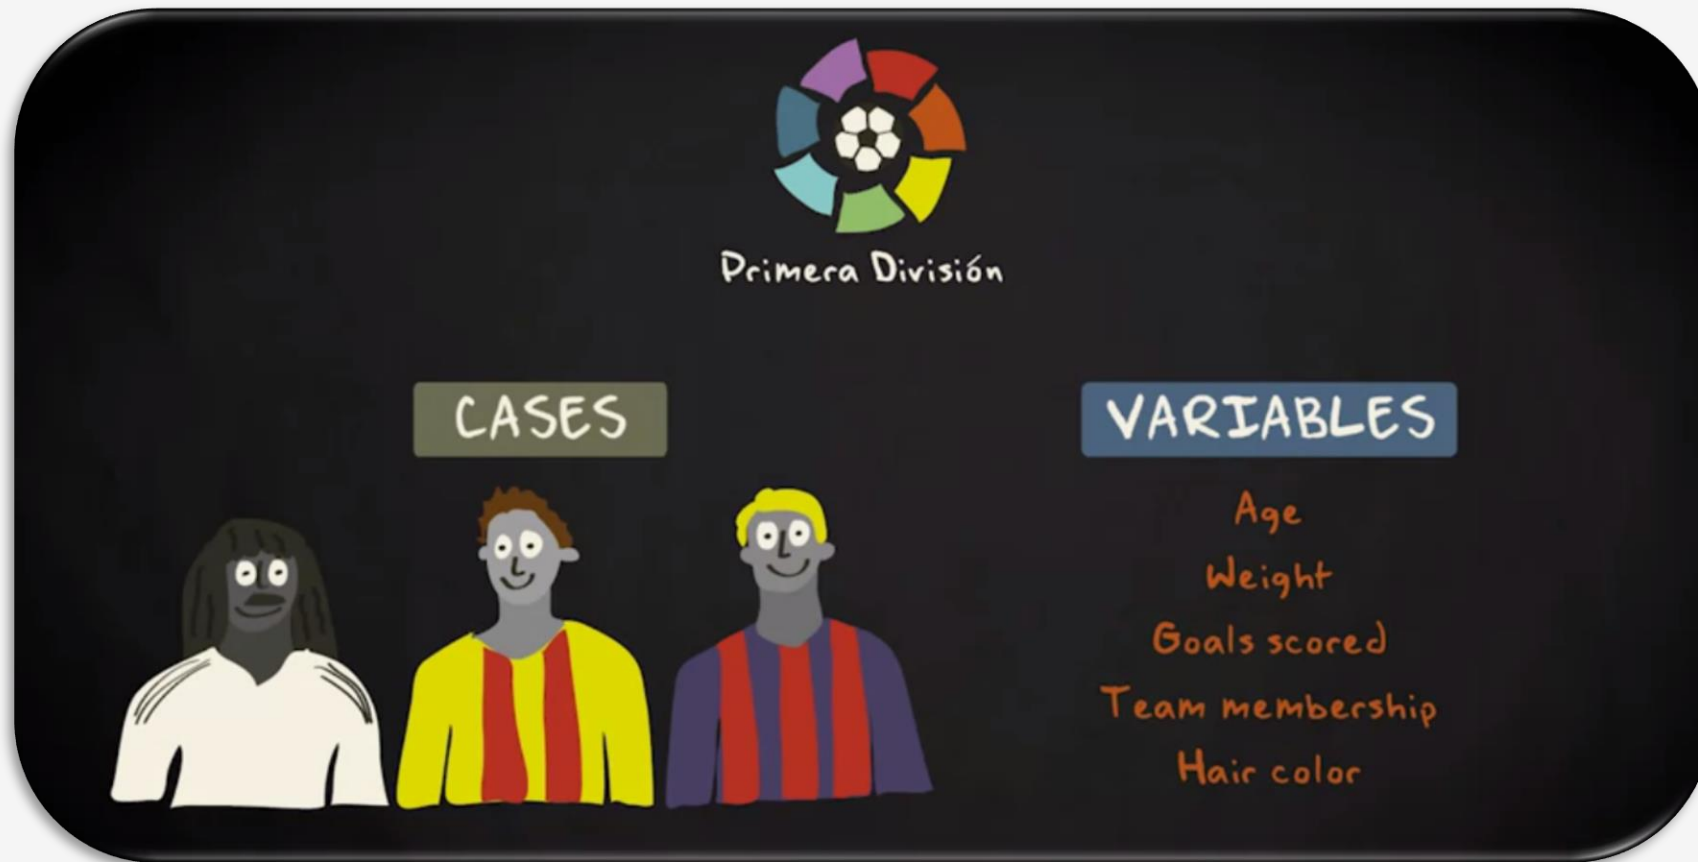 Primera División
CASES
VARIABLES
Age
Weight
Goals scored
Team membership
Hair color